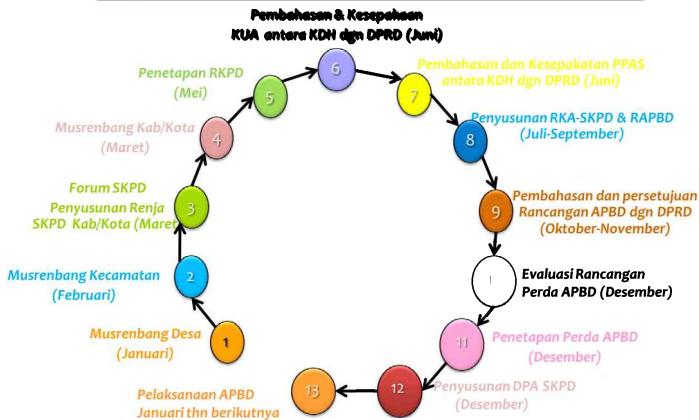 Pembahasan & Kesepahaan
KUA antara KDH dgn DPRD (Juni)
6
Penetapan RKPD
(Mei)
5
Pembahasan dan Kesepakatan PPAS
antara KDH dgn DPRD (Juni)
7
Musrenbang Kab/Kota
(Maret)
4
Penyusunan RKA-SKPD & RAPBD
(Juli-September)
8
Forum SKPD
Penyusunan Renja
SKPD Kab/Kota (Maret
3
Pembahasan dan persetujuan
Rancangan APBD dgn DPRD
(Oktober-November)
9
Musrenbang Kecamatan
(Februari)
2
Evaluasi Rancangan
Perda APBD (Desember)
1
Musrenbang Desa
(Januari)
1
Penetapan Perda APBD
(Desember)
11
Pelaksanaan APBD
Januari thn berikutnya
13
12
Penyusunan DPA SKPD
(Desember)